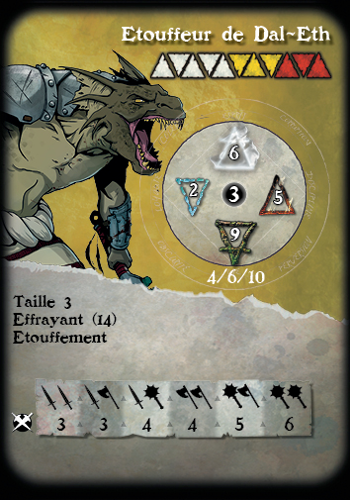 Etouffeur de Dal~Eth
6
2 3 5
9
4/6/10
Taille 3
Effrayant (14)
Etouffement
3 3 4 4 5 6